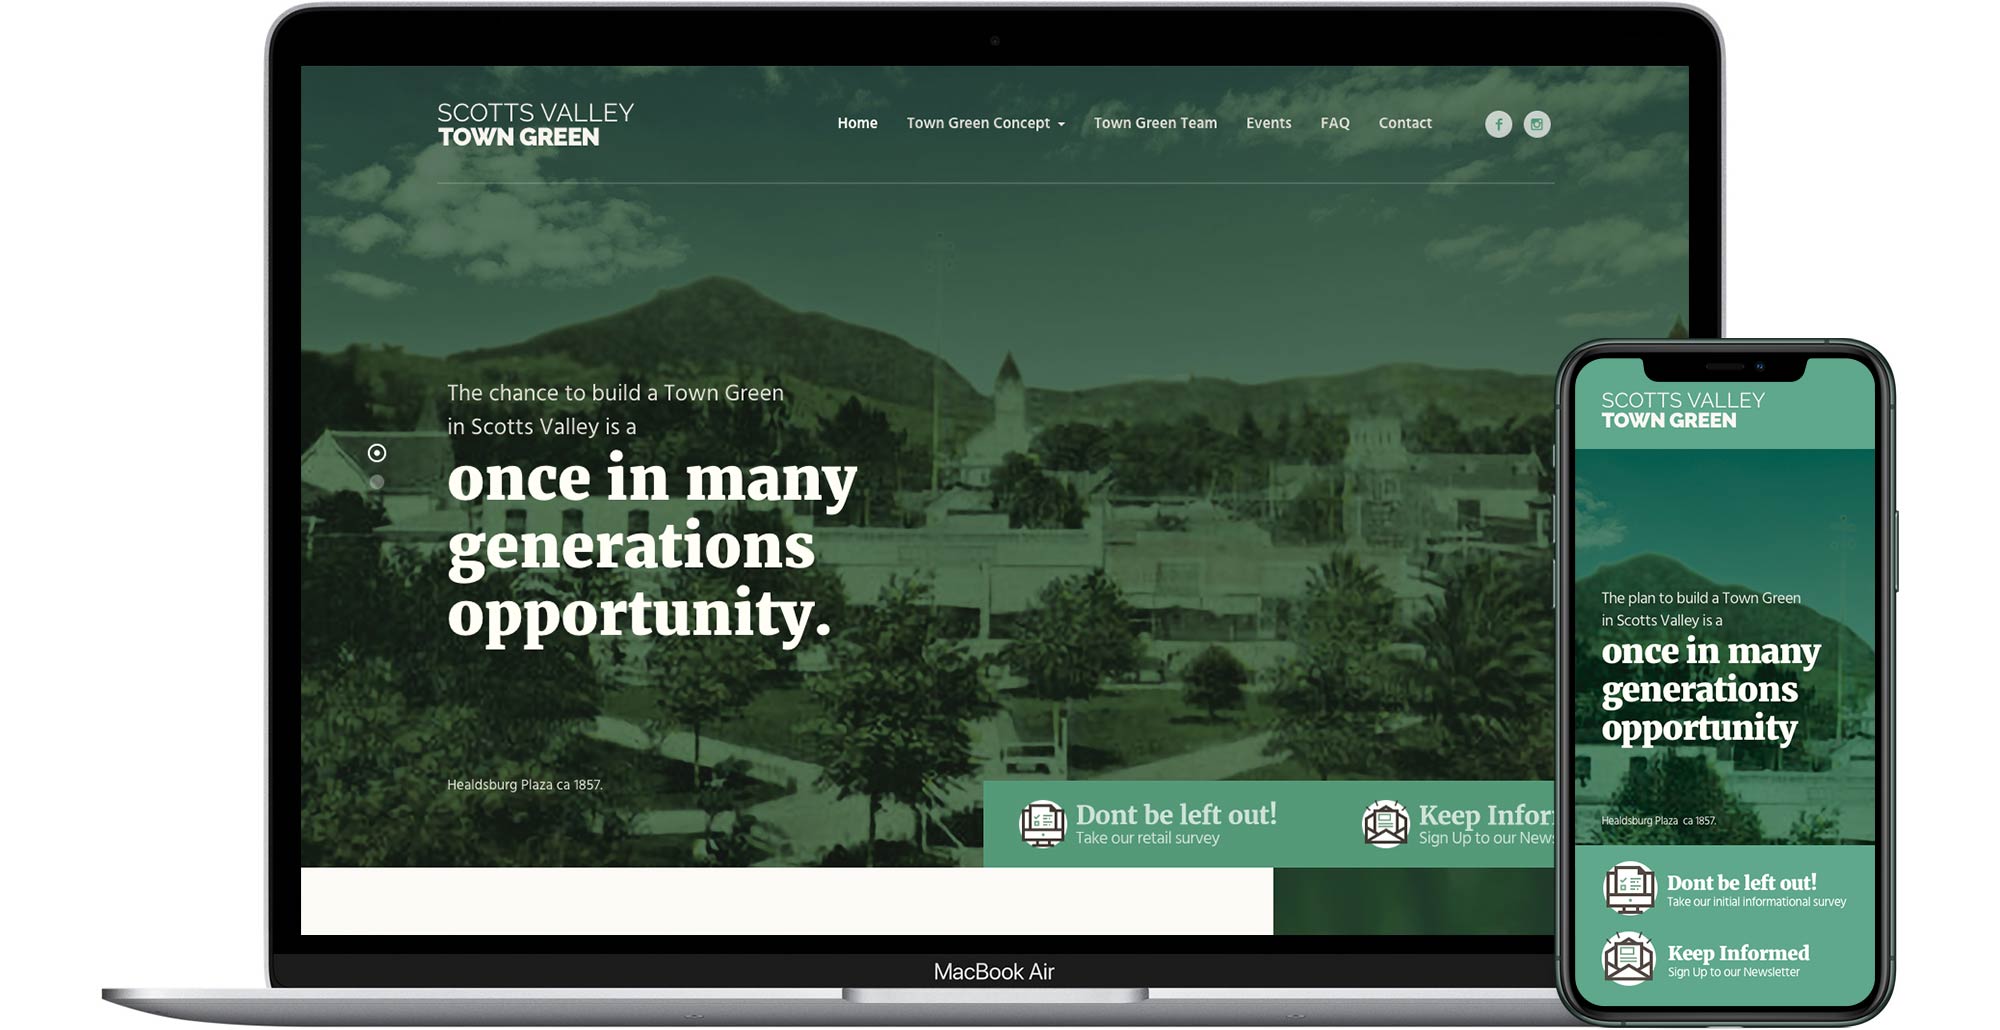 SCOTTS VALLEY
TOWN GREEN
Home Town Green Concept Town Green Team Events FAQ Contact
The chance to build a Town Green
in Scotts Valley is a
once in many
generations
opportunity.
Healdsburg Plaza ca 1857.
Dont be left out!
Take our retail survey
Keep Infor
Sign Up to our News
MacBook Air
SCOTTS VALLEY
TOWN GREEN
The plan to build a Town Green
in Scotts Valley is a
once in many
generations
opportunity
Healdsburg Plaza ca 1857.
Dont be left out!
Take our initial informational survey
Keep Informed
Sign Up to our Newsletter